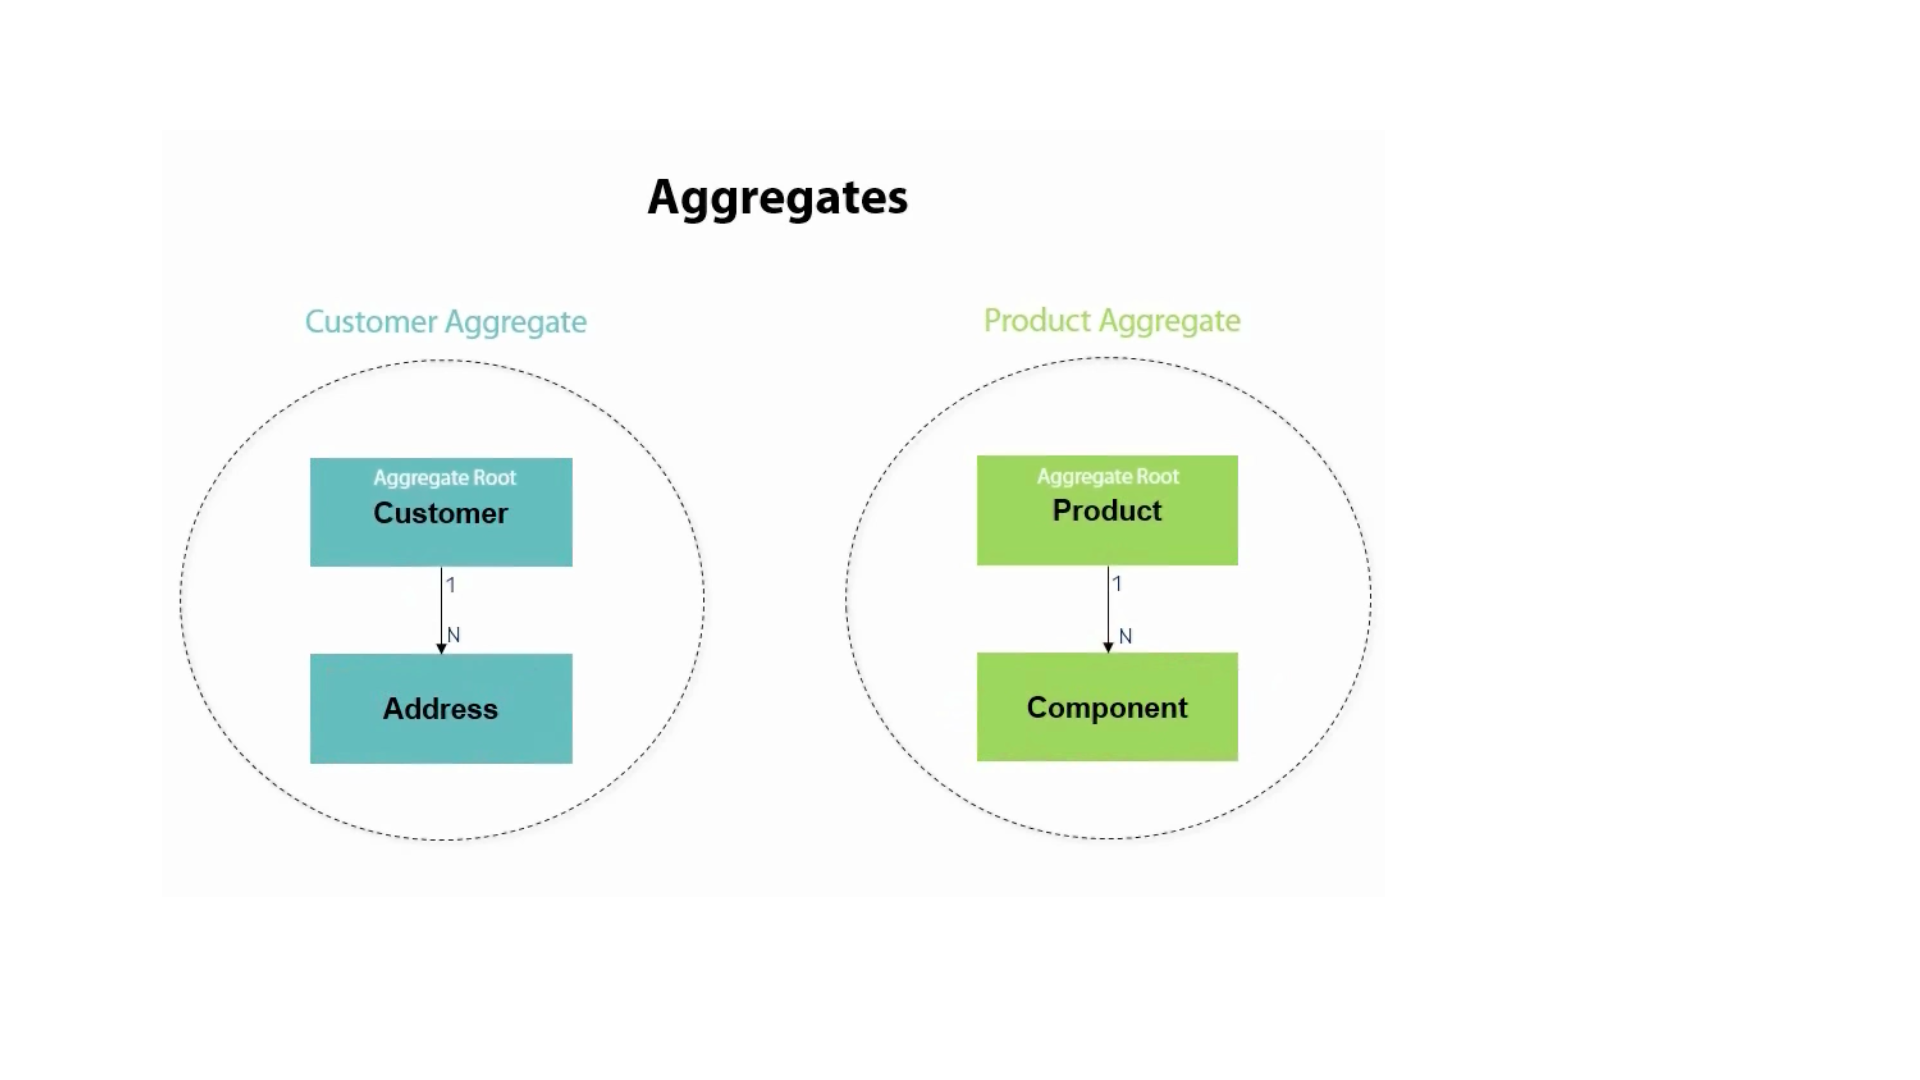 Aggregates
Customer Aggregate
Aggregate Root
Customer
1
N
Address
Product Aggregate
Aggregate Root
Product
1
N
Component